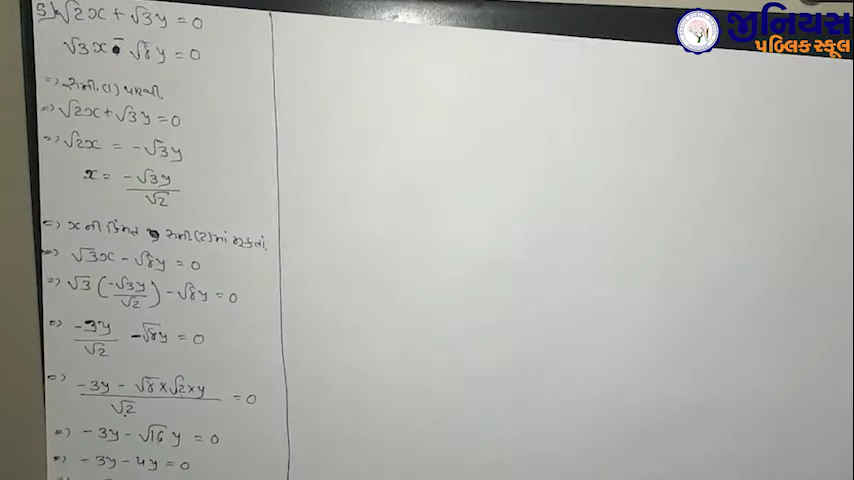 5) √2x + √3y = 0
√3x - √8y = 0
=> સમી.(1) પરથી.
=> √2x + √3y = 0
=> √2x = -√3y
x = -√3y / √2
=> x ની કિંમત સમી.(2)માં મૂકતાં.
=> √3x - √8y = 0
=> √3 (-√3y / √2) - √8y = 0
=> -3y / √2 - √8y = 0
=> (-3y - √8 × √2 × y) / √2 = 0
=> -3y - √16 y = 0
=> -3y - 4y = 0
જીનિયસ
પબ્લિક સ્કૂલ